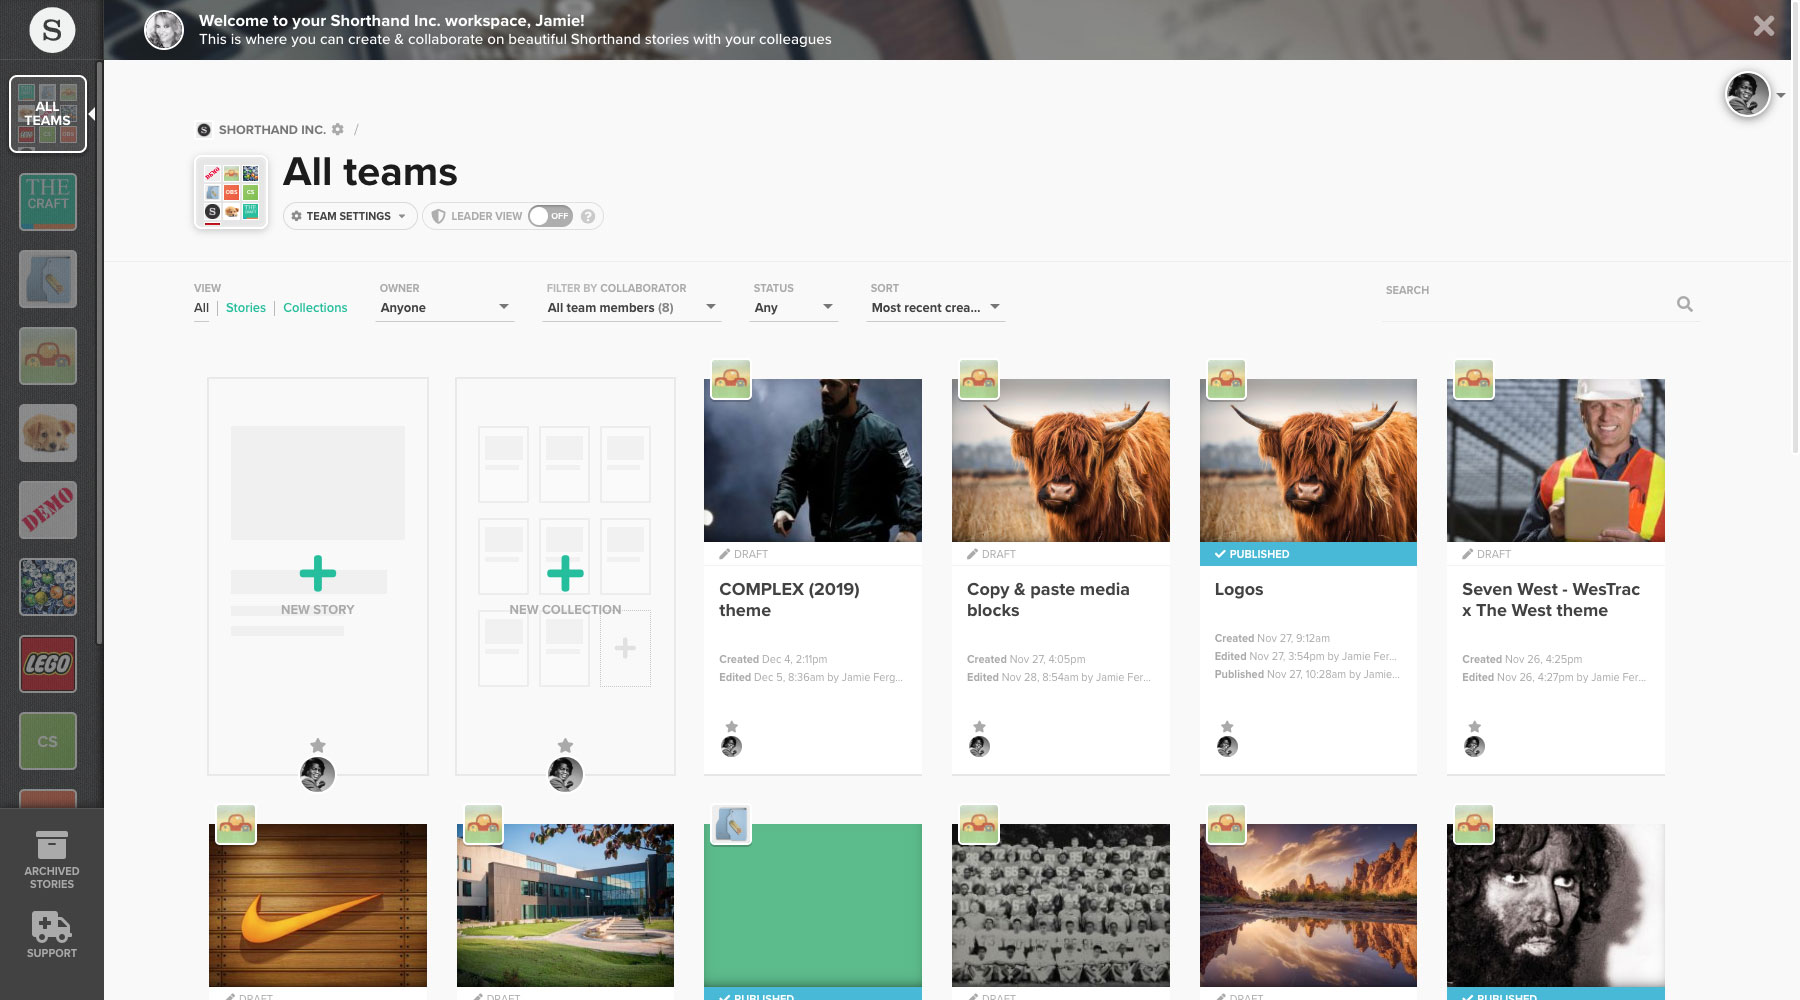 S
Welcome to your Shorthand Inc. workspace, Jamie!
This is where you can create & collaborate on beautiful Shorthand stories with your colleagues
ALL
TEAMS
THE
CRAFT
DEMO
LEGO
CS
ARCHIVED
STORIES
SUPPORT
S SHORTHAND INC. /
All teams
DEMO
OBS CS
S THE CRAFT
TEAM SETTINGS LEADER VIEW OFF ?
VIEW OWNER FILTER BY COLLABORATOR STATUS SORT SEARCH
All | Stories | Collections Anyone All team members (8) Any Most recent crea...
NEW STORY
NEW COLLECTION
DRAFT
COMPLEX (2019)
theme
Created Dec 4, 2:11pm
Edited Dec 5, 8:36am by Jamie Ferg...
DRAFT
Copy & paste media
blocks
Created Nov 27, 4:05pm
Edited Nov 28, 8:54am by Jamie Fer...
PUBLISHED
Logos
Created Nov 27, 9:12am
Edited Nov 27, 3:54pm by Jamie Fer...
Published Nov 27, 10:28am by Jamie...
DRAFT
Seven West - WesTrac
x The West theme
Created Nov 26, 4:25pm
Edited Nov 26, 4:27pm by Jamie Fer...
DRAFT
DRAFT
PUBLISHED
DRAFT
DRAFT
PUBLISHED